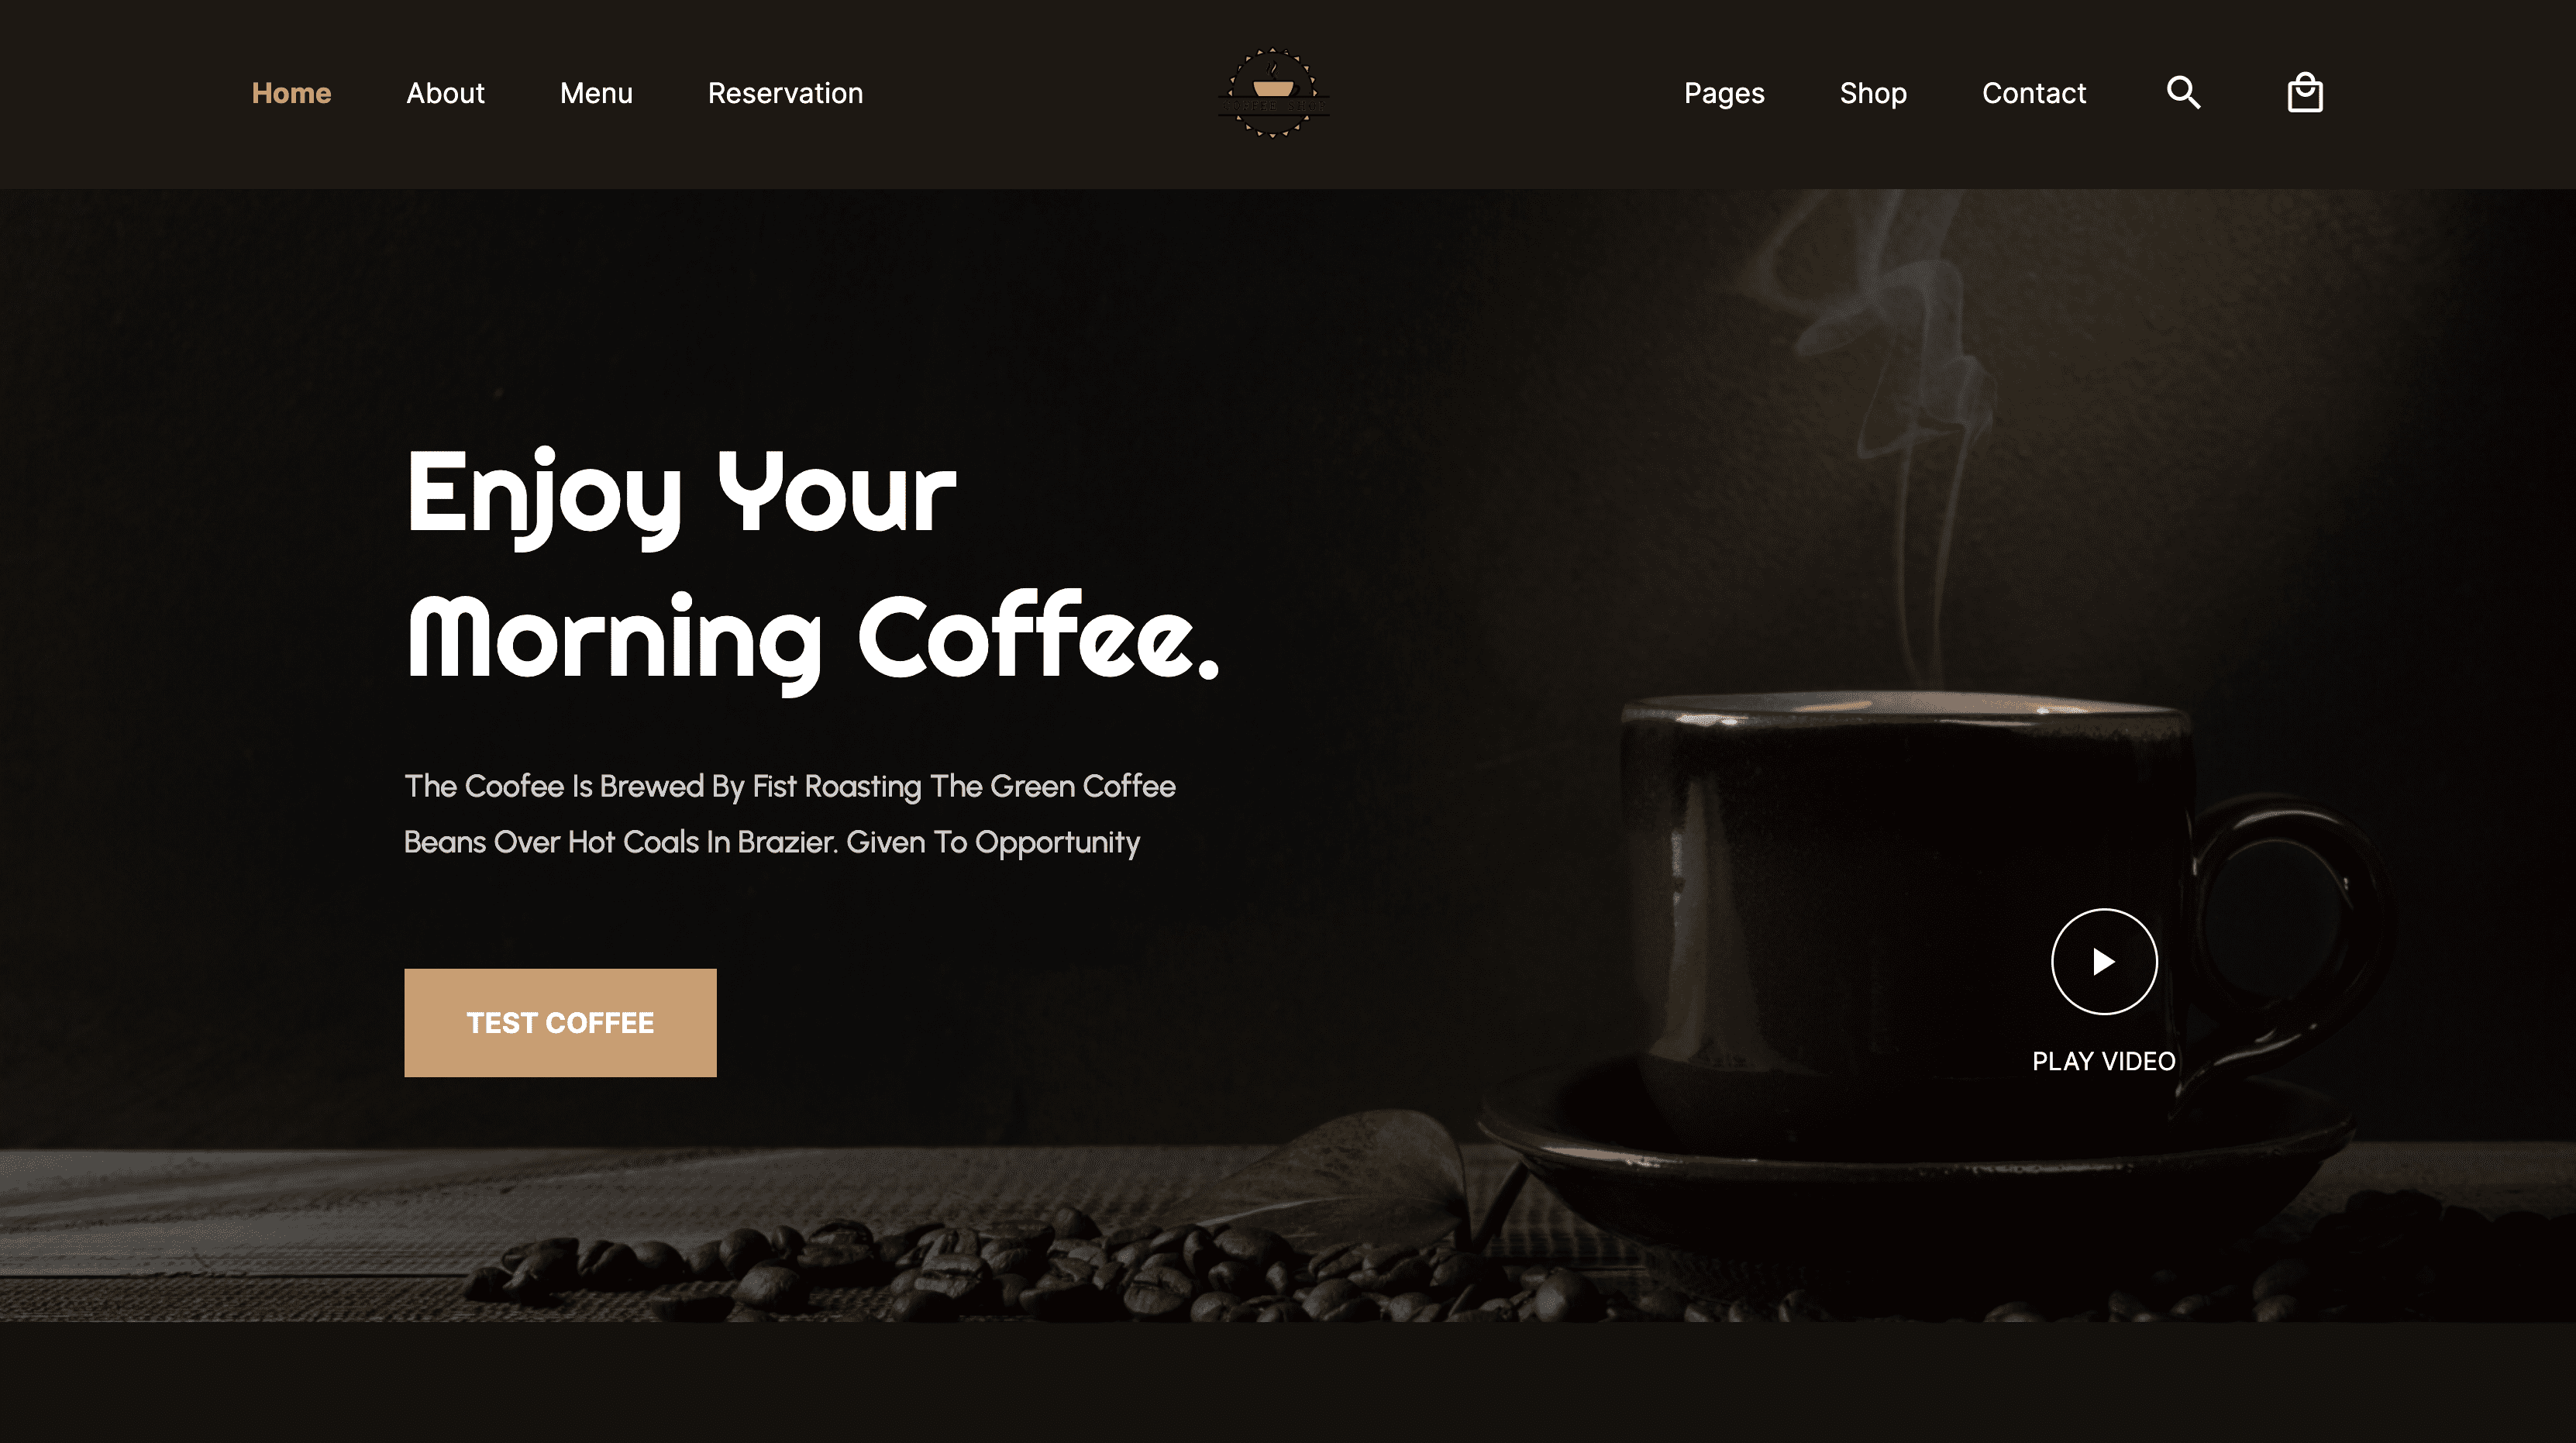 Home About Menu Reservation Pages Shop Contact
Enjoy Your
Morning Coffee.
The Coofee Is Brewed By Fist Roasting The Green Coffee
Beans Over Hot Coals In Brazier. Given To Opportunity
TEST COFFEE
PLAY VIDEO